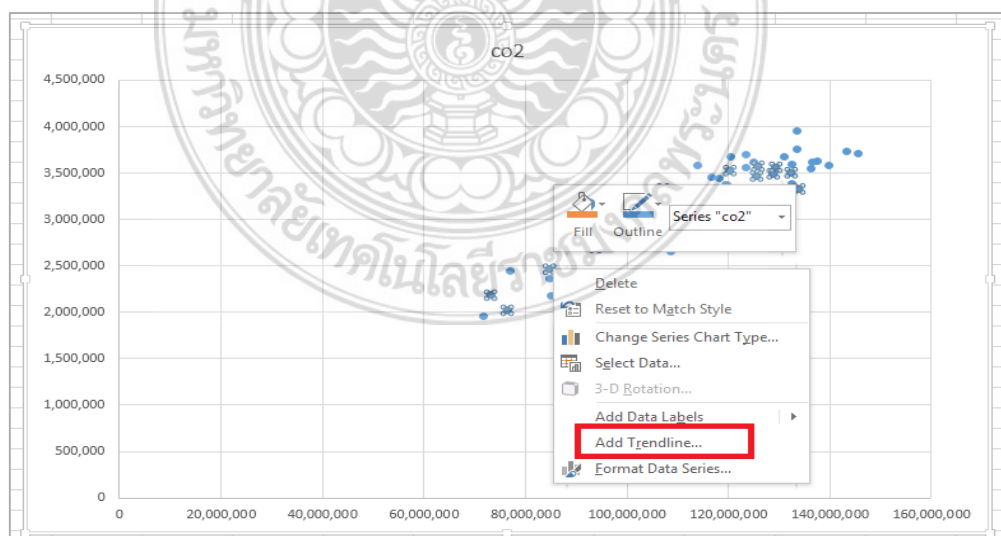 co2
4,500,000
4,000,000
3,500,000
3,000,000
2,500,000
2,000,000
1,500,000
1,000,000
500,000
0
0 20,000,000 40,000,000 60,000,000 80,000,000 100,000,000 120,000,000 140,000,000 160,000,000
Fill Outline Series "co2"
Delete
Reset to Match Style
Change Series Chart Type...
Select Data...
3-D Rotation...
Add Data Labels
Add Trendline...
Format Data Series...